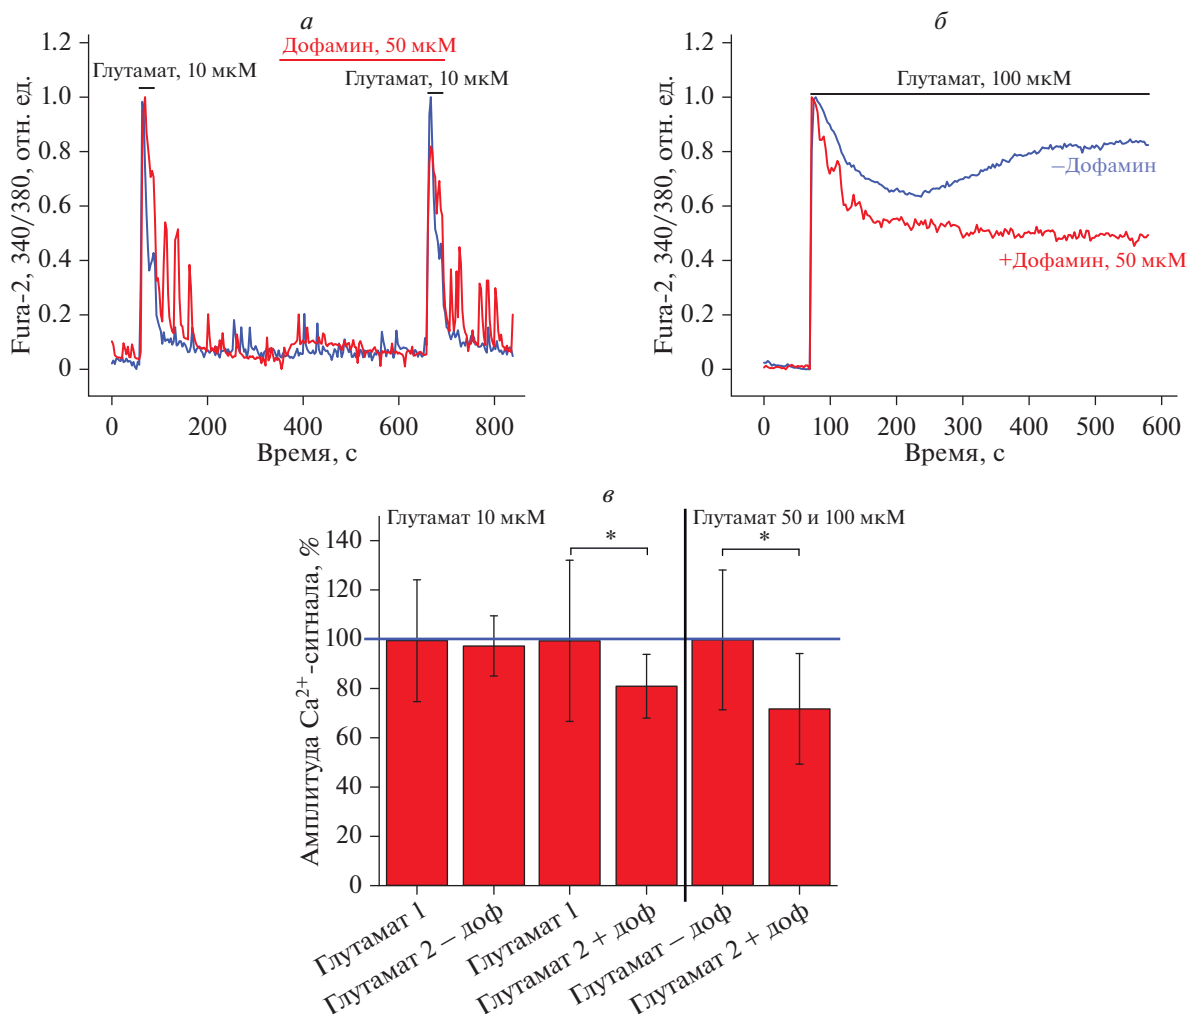 а
1.2
1.0
0.8
0.6
0.4
0.2
0
Fura-2, 340/380, отн. ед.
Глутамат, 10 мкМ
Дофамин, 50 мкМ
Глутамат, 10 мкМ
0 200 400 600 800
Время, с
б
1.2
1.0
0.8
0.6
0.4
0.2
0
Fura-2, 340/380, отн. ед.
Глутамат, 100 мкМ
−Дофамин
+Дофамин, 50 мкМ
0 100 200 300 400 500 600
Время, с
в
Глутамат 10 мкМ
Глутамат 50 и 100 мкМ
* *
140
120
100
80
60
40
20
0
Амплитуда Ca²⁺-сигнала, %
Глутамат 1
Глутамат 2 − доф
Глутамат 1
Глутамат 2 + доф
Глутамат − доф
Глутамат 2 + доф